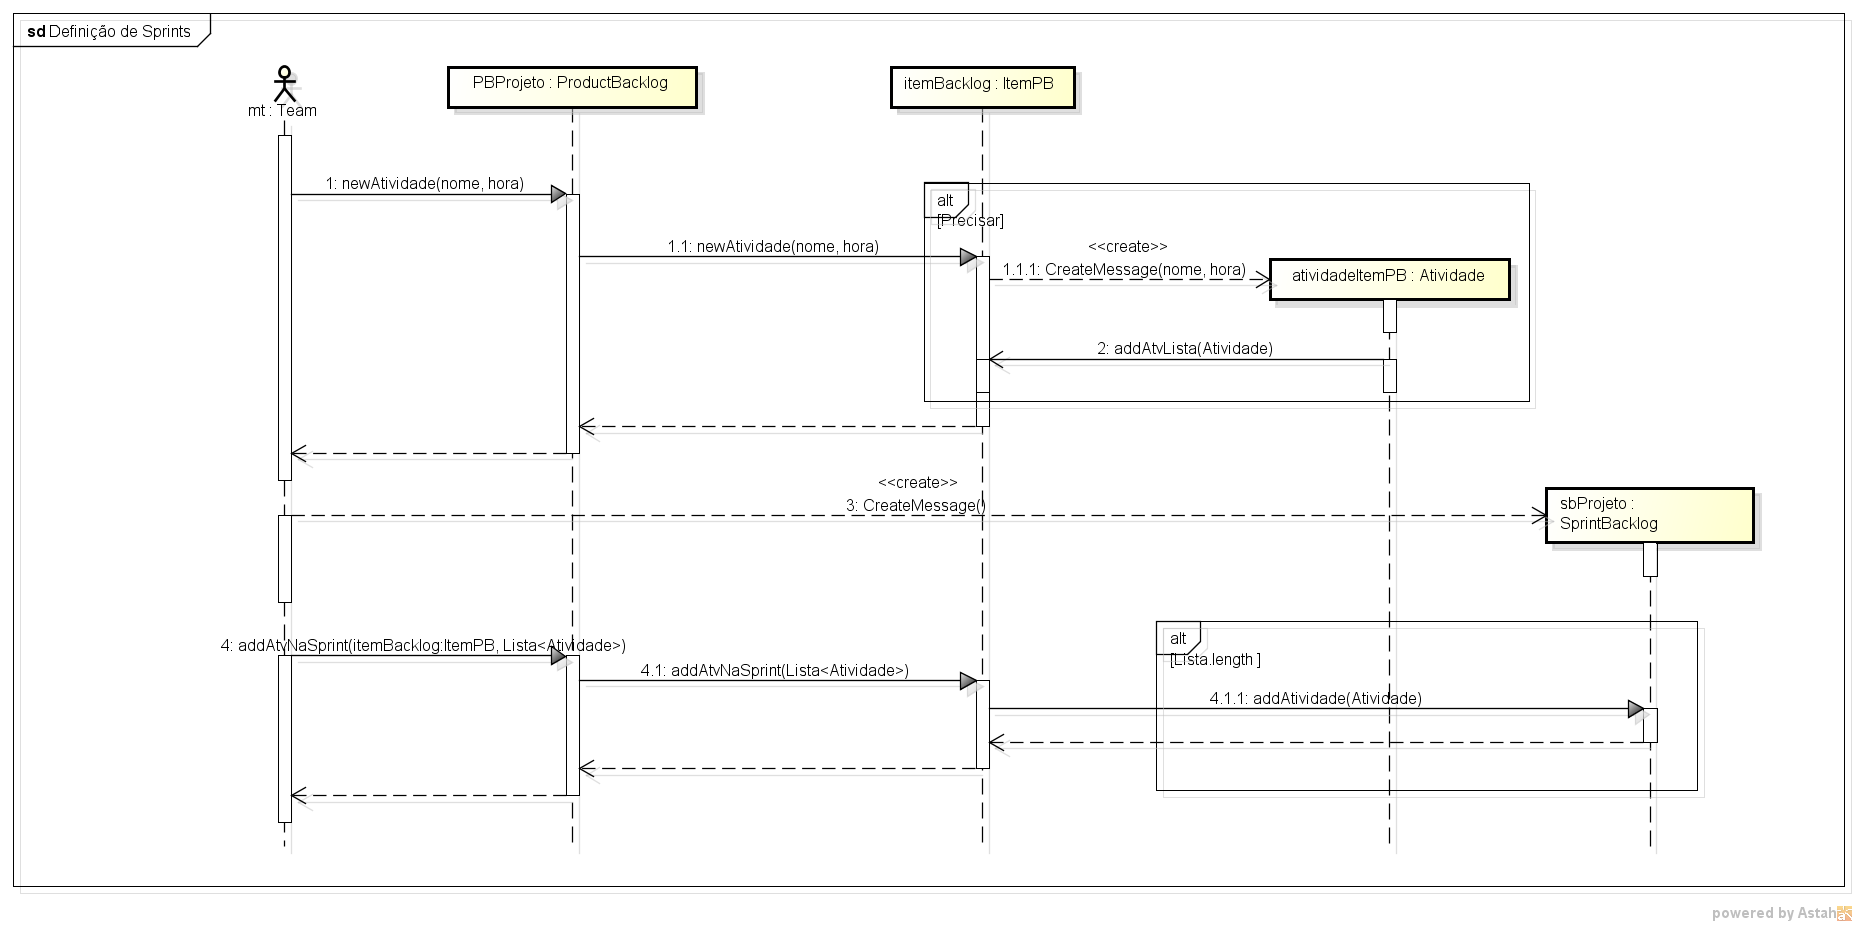 sd Definição de Sprints
mt : Team
PBProjeto : ProductBacklog
itemBacklog : ItemPB
1: newAtividade(nome, hora)
alt
[Precisar]
1.1: newAtividade(nome, hora)
<<create>>
1.1.1: CreateMessage(nome, hora)
atividadeItemPB : Atividade
2: addAtvLista(Atividade)
<<create>>
3: CreateMessage()
sbProjeto :
SprintBacklog
4: addAtvNaSprint(itemBacklog:ItemPB, Lista<Atividade>)
alt
[Lista.length ]
4.1: addAtvNaSprint(Lista<Atividade>)
4.1.1: addAtividade(Atividade)
powered by Astah